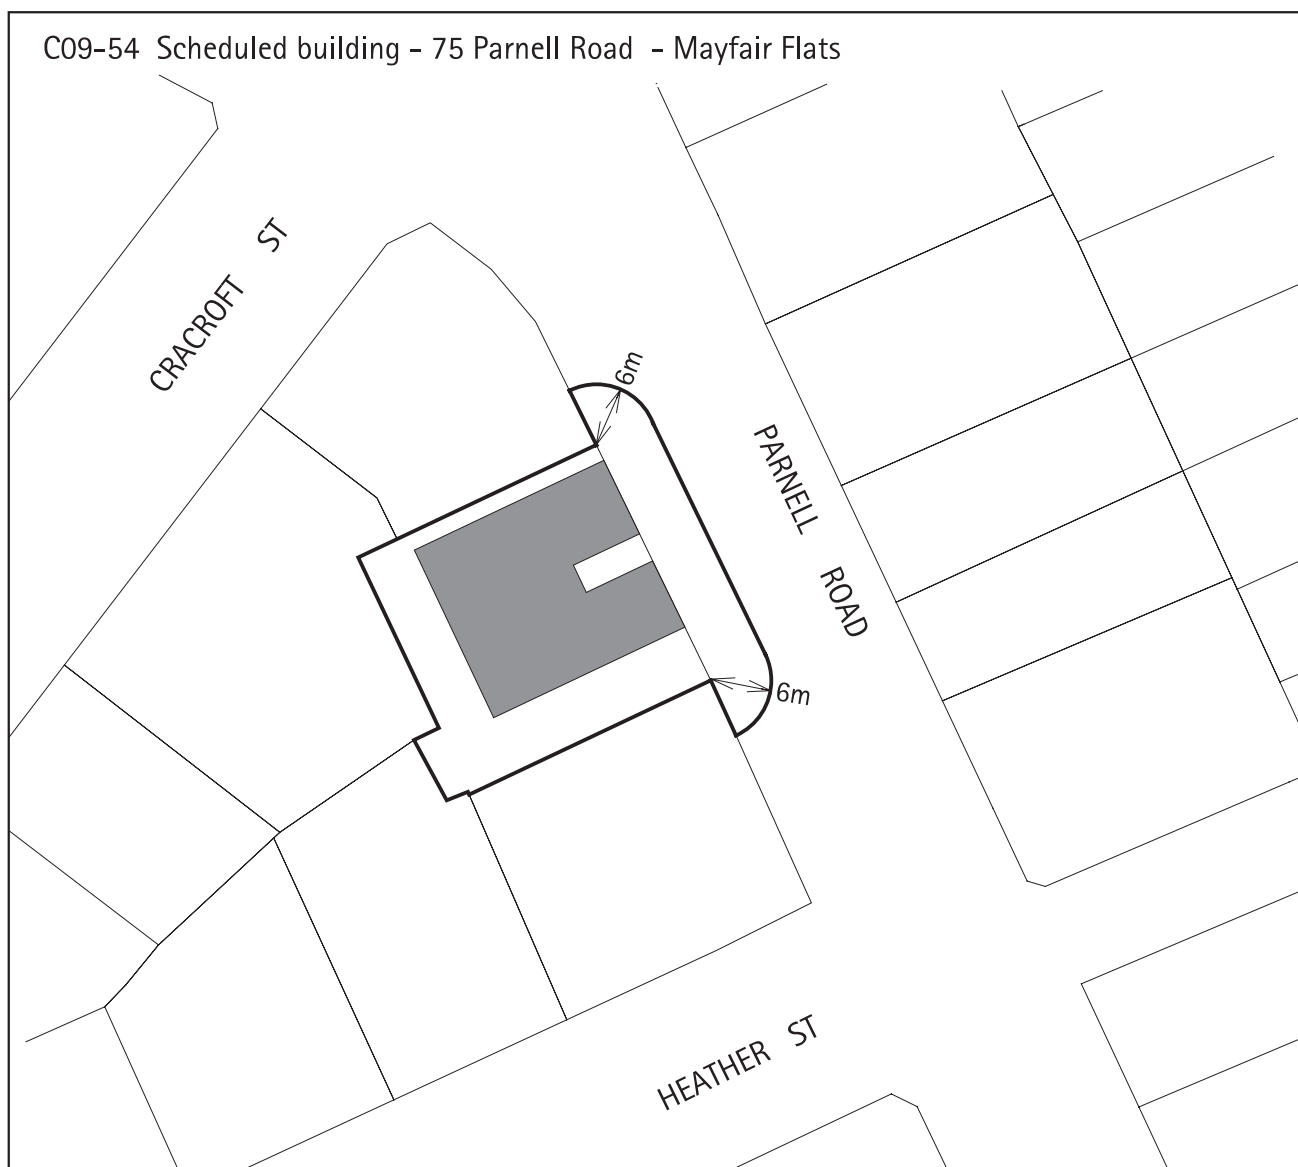 C09-54 Scheduled building - 75 Parnell Road - Mayfair Flats
CRACROFT ST
6m
PARNELL ROAD
6m
HEATHER ST